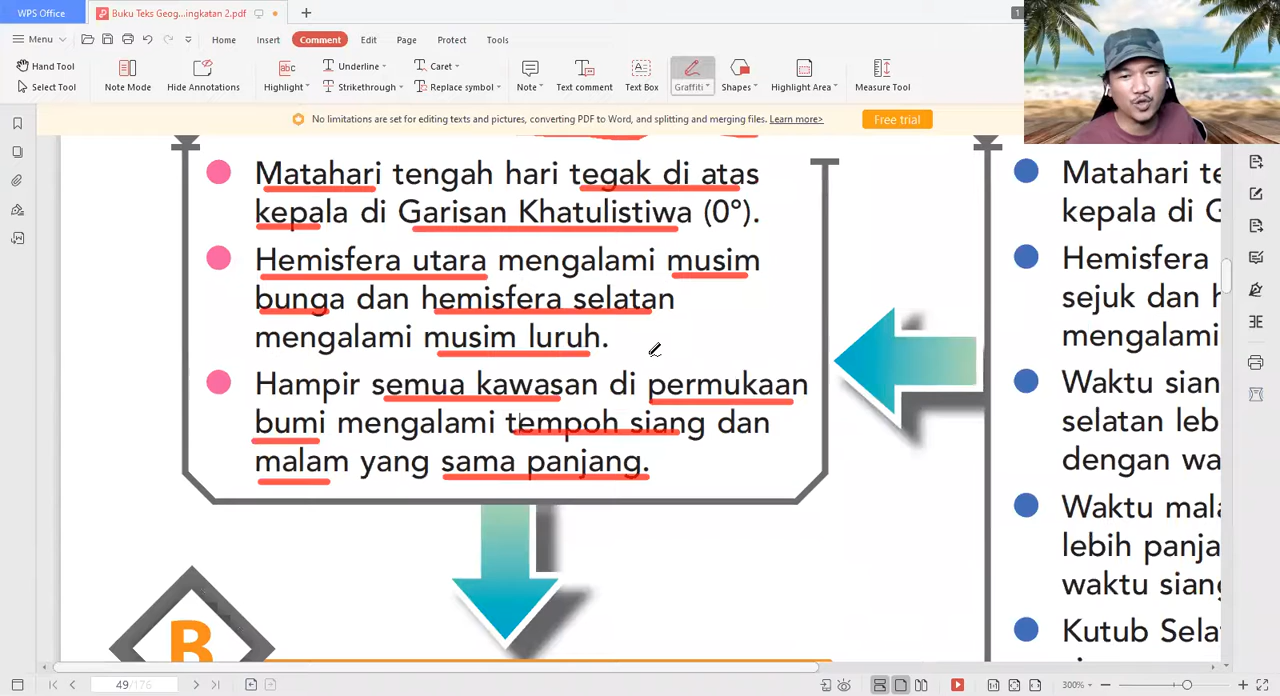 WPS Office
Buku Teks Geog...ingkatan 2.pdf
1
Menu
Home
Insert
Comment
Edit
Page
Protect
Tools
Hand Tool
Select Tool
Note Mode
Hide Annotations
abc
Highlight
Underline
Strikethrough
Caret
Replace symbol
Note
Text comment
Text Box
Graffiti
Shapes
Highlight Area
Measure Tool
No limitations are set for editing texts and pictures, converting PDF to Word, and splitting and merging files. Learn more>
Free trial
Matahari tengah hari tegak di atas
kepala di Garisan Khatulistiwa (0°).
Hemisfera utara mengalami musim
bunga dan hemisfera selatan
mengalami musim luruh.
Hampir semua kawasan di permukaan
bumi mengalami tempoh siang dan
malam yang sama panjang.
B
Matahari te
kepala di G
Hemisfera
sejuk dan h
mengalami
Waktu sian
selatan leb
dengan wa
Waktu mala
lebih panja
waktu siang
Kutub Sela
49/176
300%